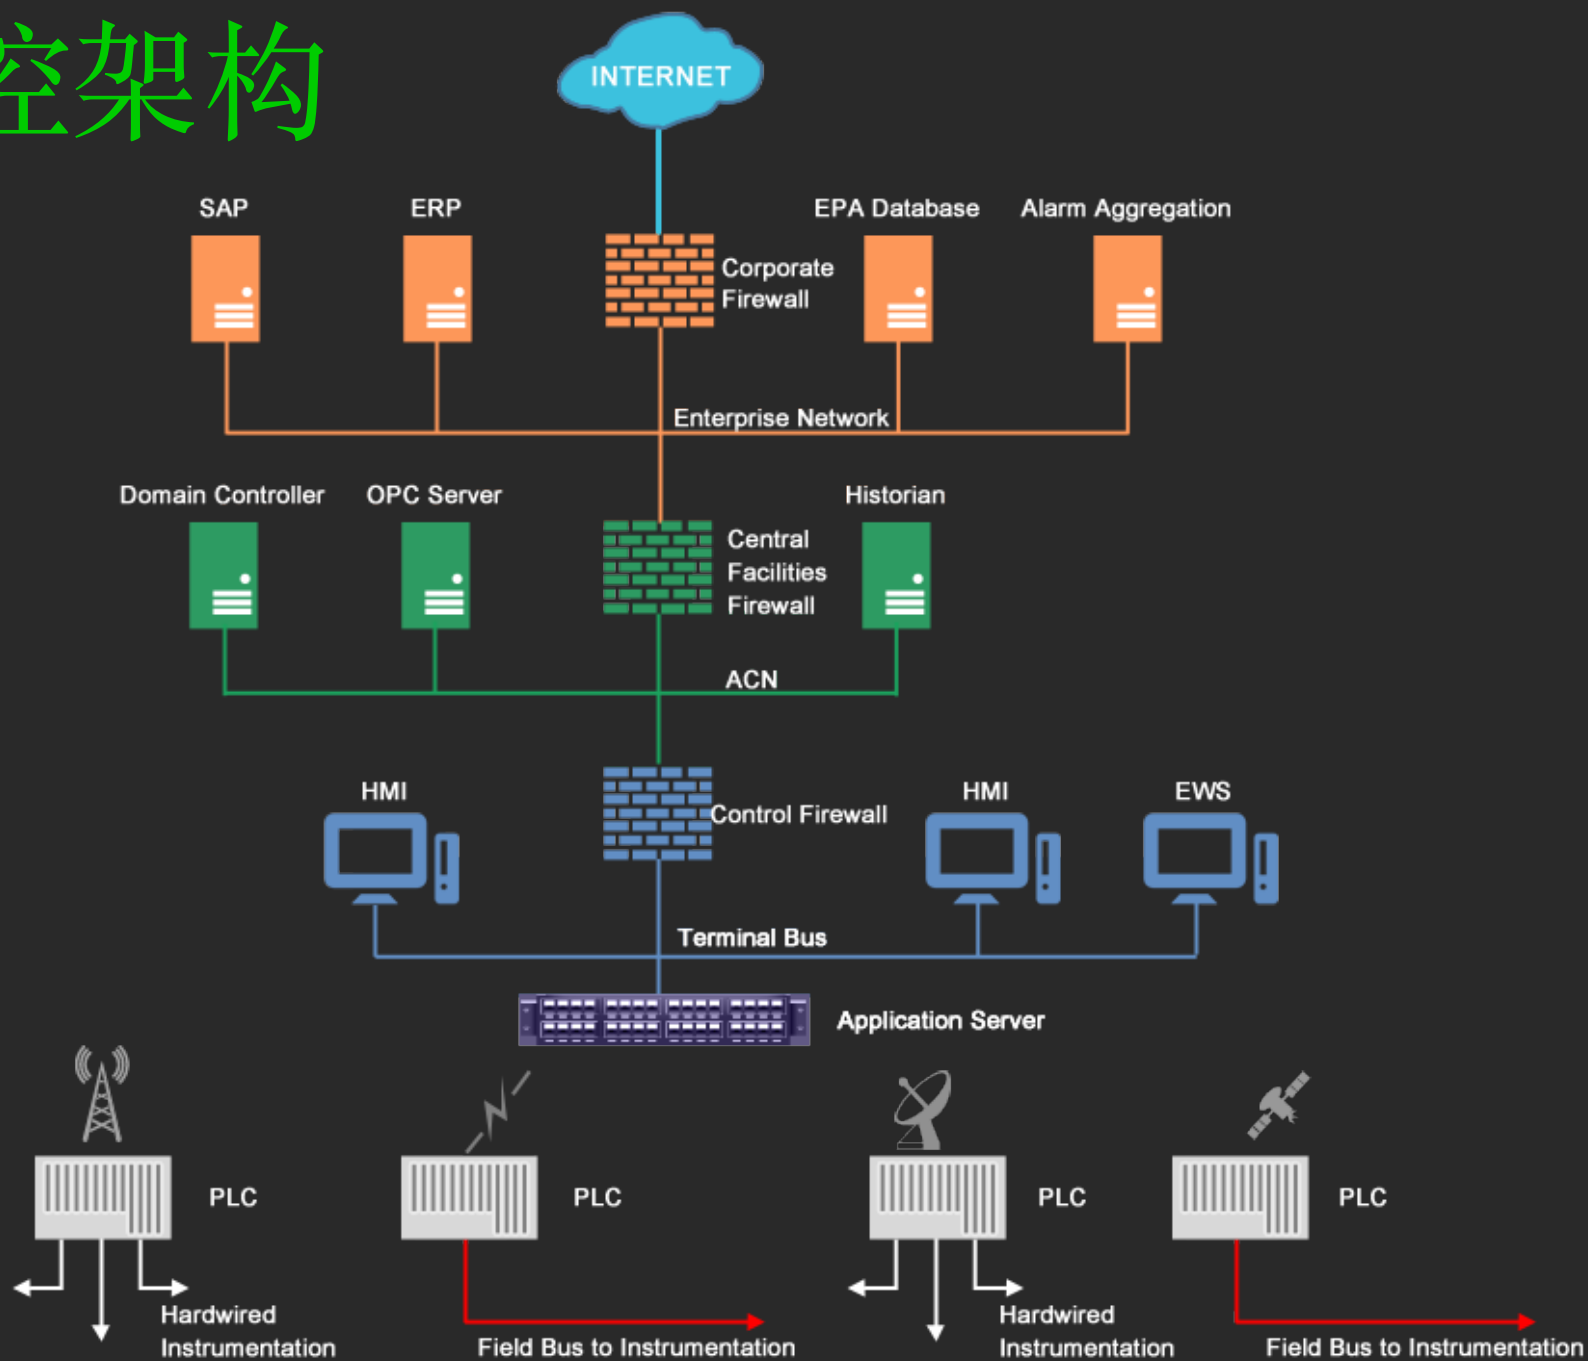 控架构
INTERNET
SAP
ERP
EPA Database
Alarm Aggregation
Corporate
Firewall
Enterprise Network
Domain Controller
OPC Server
Historian
Central
Facilities
Firewall
ACN
HMI
Control Firewall
HMI
EWS
Terminal Bus
Application Server
PLC
PLC
PLC
PLC
Hardwired
Instrumentation
Field Bus to Instrumentation
Hardwired
Instrumentation
Field Bus to Instrumentation